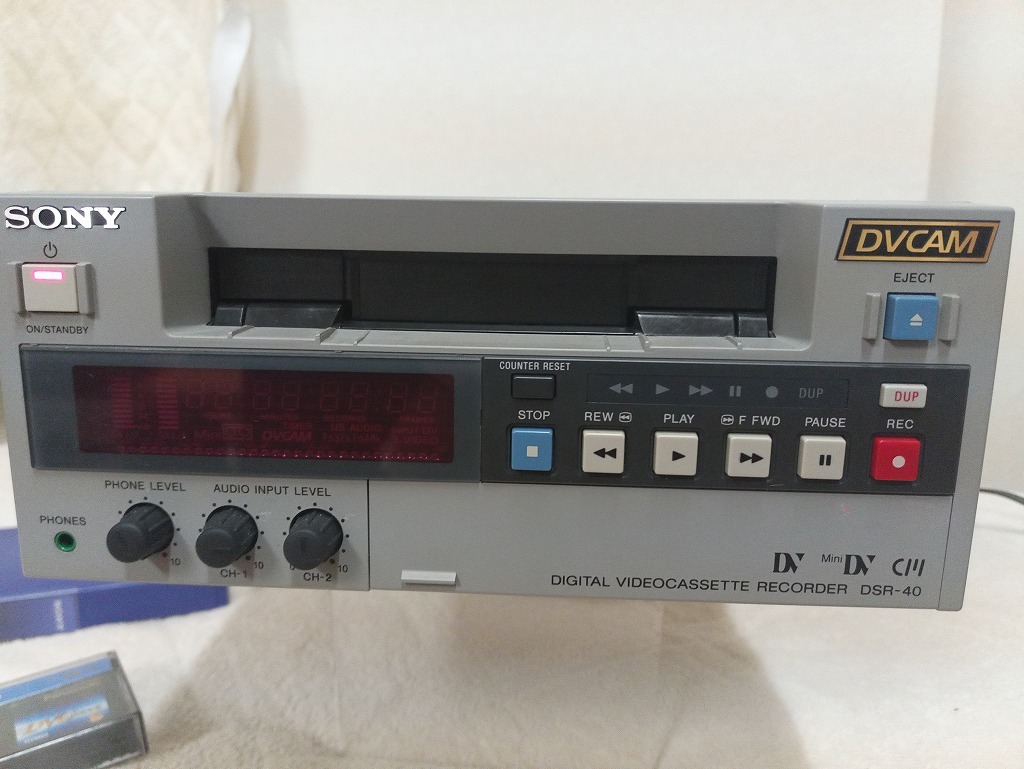 SONY
DVCAM
EJECT
ON/STANDBY
COUNTER RESET
DUP
DUP
STOP
REW
PLAY
F FWD
PAUSE
REC
DVCAM
PHONE LEVEL
AUDIO INPUT LEVEL
PHONES
10
10
0
10
CH-1
CH-2
DV
Mini DV
DIGITAL VIDEOCASSETTE RECORDER DSR-40